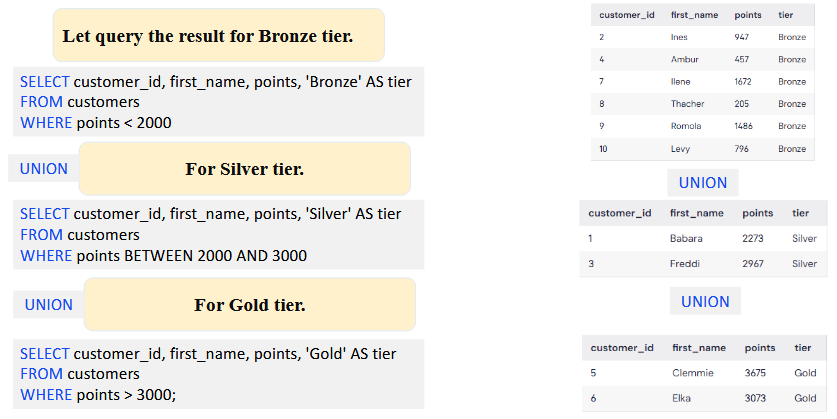 Let query the result for Bronze tier.
SELECT customer_id, first_name, points, 'Bronze' AS tier
FROM customers
WHERE points < 2000
UNION
For Silver tier.
SELECT customer_id, first_name, points, 'Silver' AS tier
FROM customers
WHERE points BETWEEN 2000 AND 3000
UNION
For Gold tier.
SELECT customer_id, first_name, points, 'Gold' AS tier
FROM customers
WHERE points > 3000;
customer_id first_name points tier
2 Ines 947 Bronze
4 Ambur 457 Bronze
7 Ilene 1672 Bronze
8 Thacher 205 Bronze
9 Romola 1486 Bronze
10 Levy 796 Bronze
UNION
customer_id first_name points tier
1 Babara 2273 Silver
3 Freddi 2967 Silver
UNION
customer_id first_name points tier
5 Clemmie 3675 Gold
6 Elka 3073 Gold